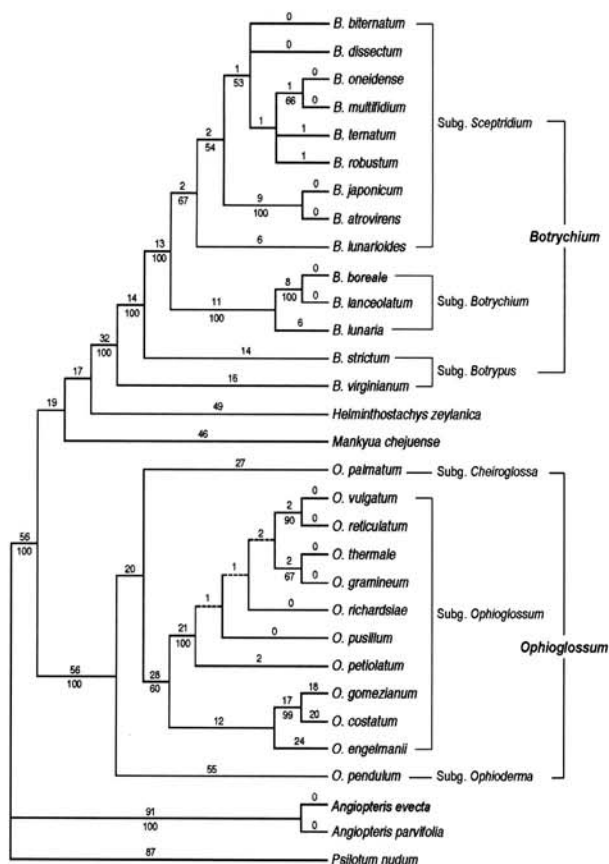 0
B. biternatum
0
B. dissectum
1
53
1
66
0
B. oneidense
0
B. multifidium
1
1
B. ternatum
1
B. robustum
Subg. Sceptridium
2
54
9
100
0
B. japonicum
0
B. atrovirens
2
67
6
B. lunarioides
13
100
Botrychium
8
100
0
B. boreale
0
B. lanceolatum
11
100
6
B. lunaria
Subg. Botrychium
14
100
14
B. strictum
Subg. Botrypus
32
100
16
B. virginianum
17
49
Helminthostachys zeylanica
19
46
Mankyua chejuense
27
O. palmatum
Subg. Cheiroglossa
56
100
2
90
0
O. vulgatum
0
O. reticulatum
2
2
67
0
O. thermale
0
O. gramineum
1
0
O. richardsiae
1
0
O. pusillum
Subg. Ophioglossum
Ophioglossum
20
21
100
2
O. petiolatum
56
100
28
60
17
99
18
O. gomezianum
20
O. costatum
12
24
O. engelmanii
55
O. pendulum
Subg. Ophioderma
91
100
0
Angiopteris evecta
0
Angiopteris parvifolia
87
Psilotum nudum